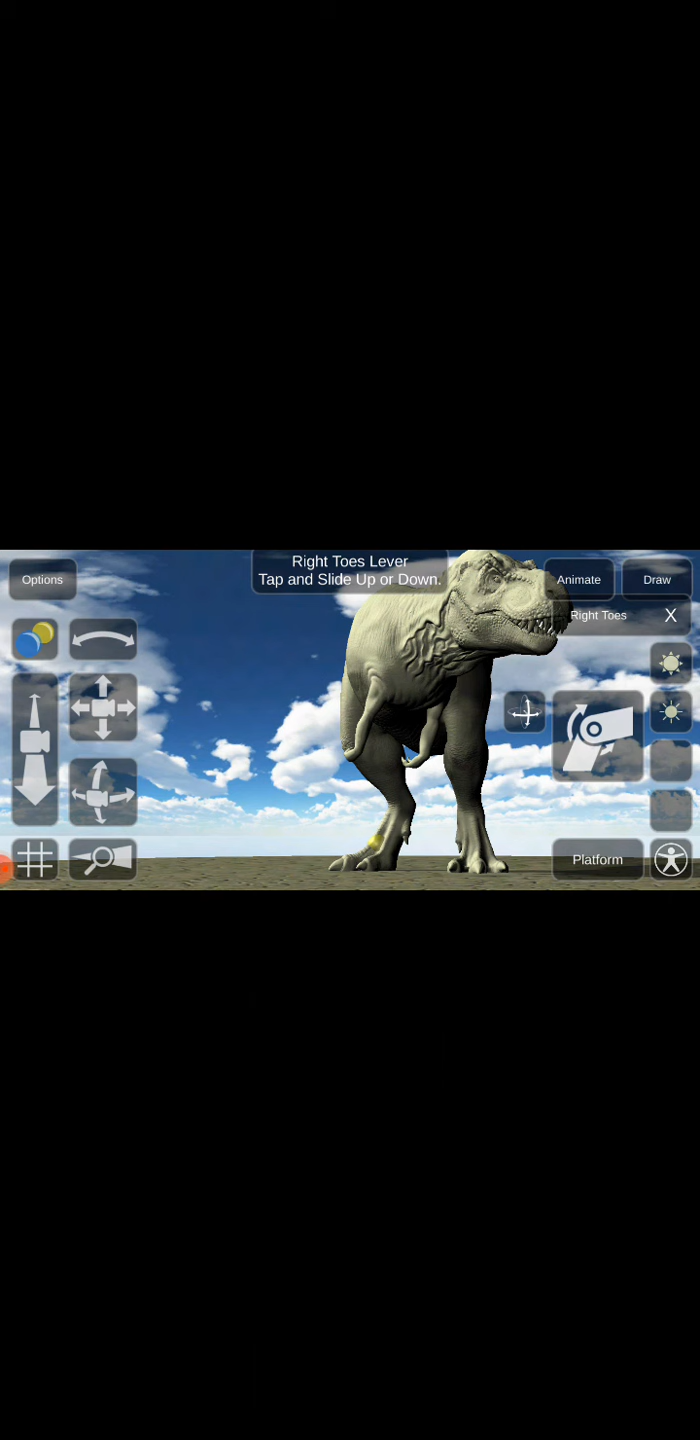 Right Toes Lever
Tap and Slide Up or Down.
Options
Animate
Draw
Right Toes
X
Platform